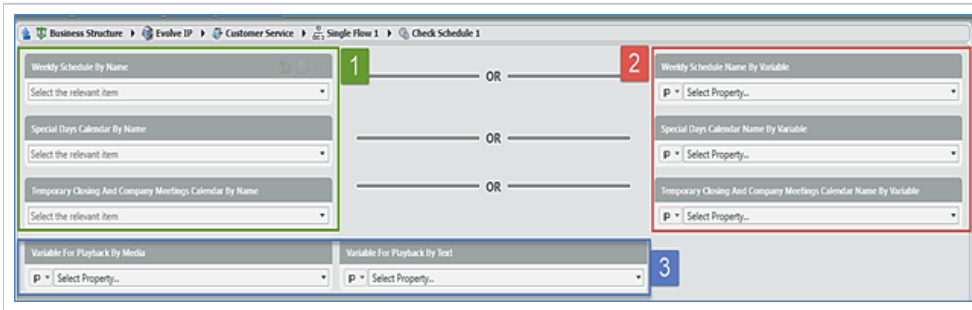 Business Structure Evolve IP Customer Service Single Flow 1 Check Schedule 1
Weekly Schedule By Name 1 OR 2 Weekly Schedule Name By Variable
Select the relevant item P Select Property...
Special Days Calendar By Name OR Special Days Calendar Name By Variable
Select the relevant item P Select Property...
Temporary Closing And Company Meetings Calendar By Name OR Temporary Closing And Company Meetings Calendar Name By Variable
Select the relevant item P Select Property...
Variable For Playback By Media Variable For Playback By Text 3
P Select Property... P Select Property...